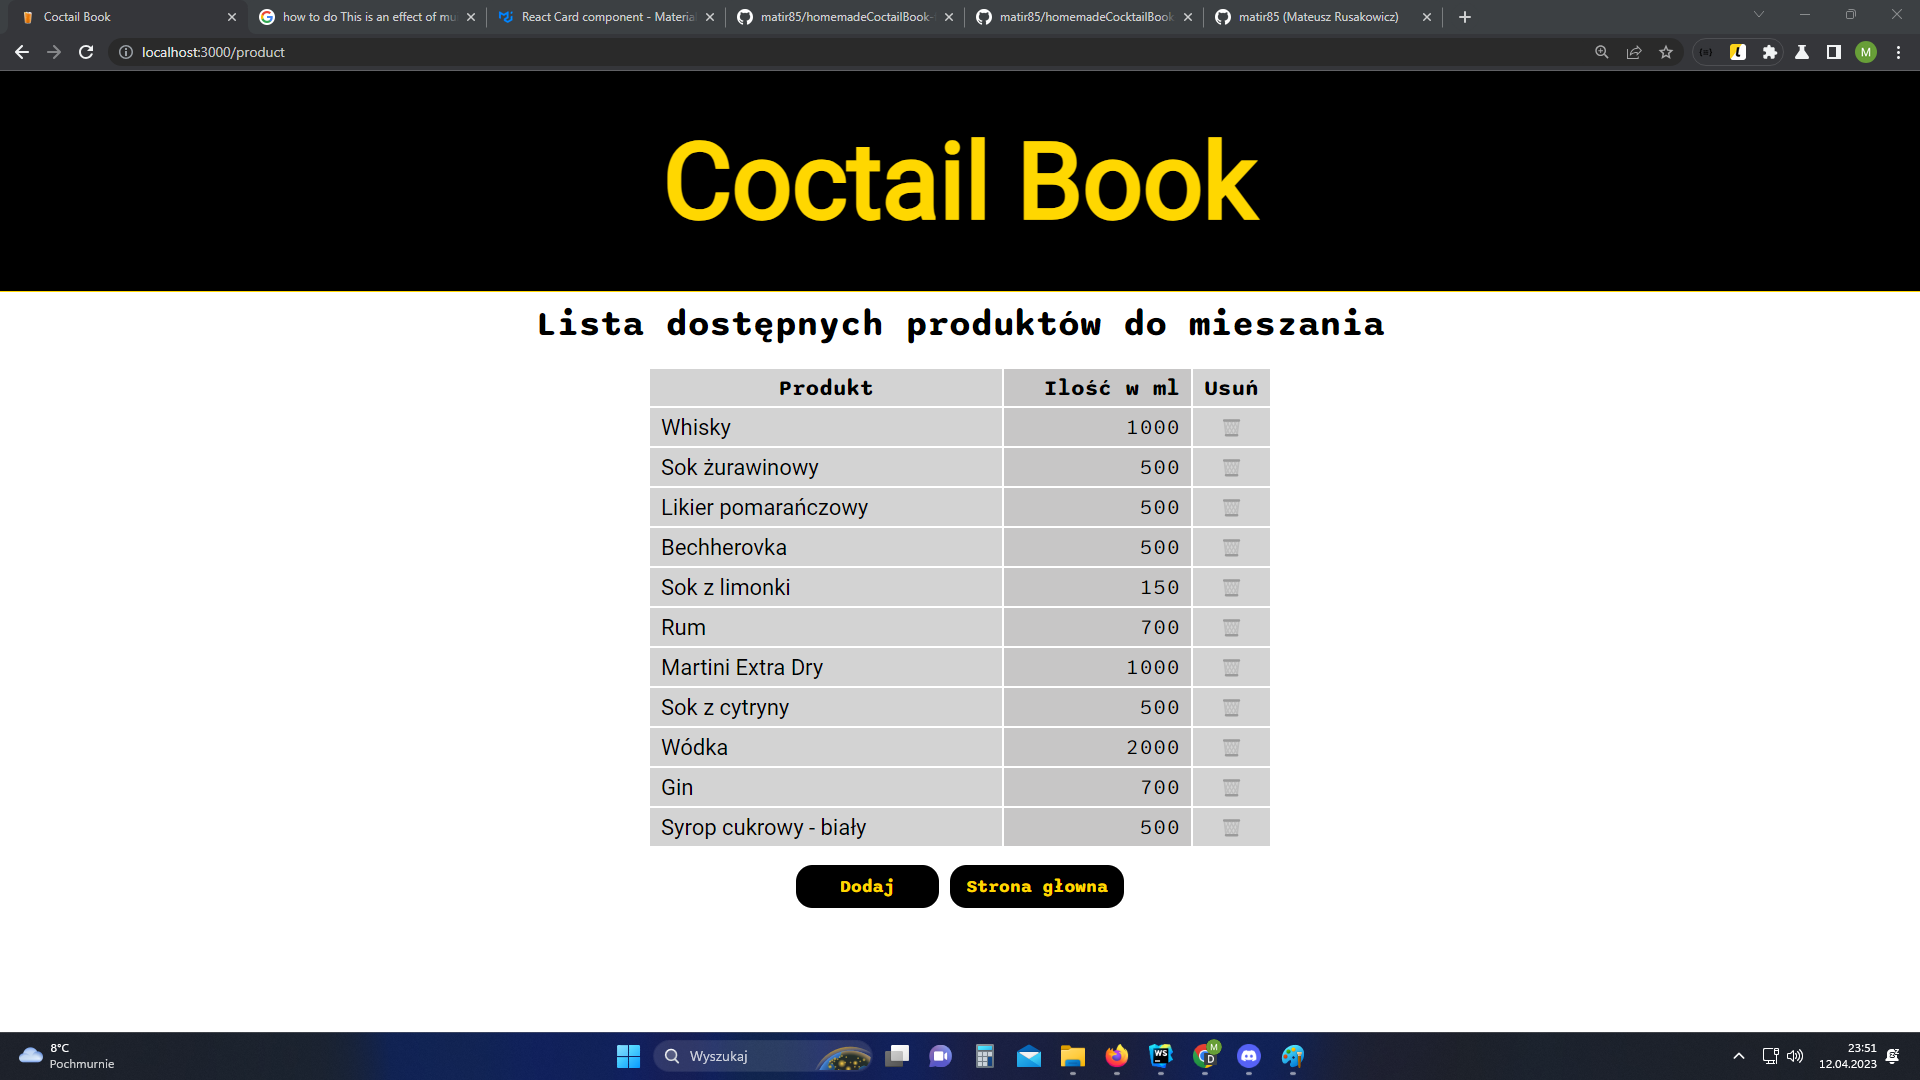 Coctail Book
how to do This is an effect of mu
React Card component - Materia
matir85/homemadeCoctailBook-
matir85/homemadeCocktailBook
matir85 (Mateusz Rusakowicz)
localhost:3000/product
M
Coctail Book
Lista dostępnych produktów do mieszania
Produkt Ilość w ml Usuń
Whisky 1000
Sok żurawinowy 500
Likier pomarańczowy 500
Bechherovka 500
Sok z limonki 150
Rum 700
Martini Extra Dry 1000
Sok z cytryny 500
Wódka 2000
Gin 700
Syrop cukrowy - biały 500
Dodaj Strona głowna
8°C
Pochmurnie
Wyszukaj
WS
M
D
23:51
12.04.2023